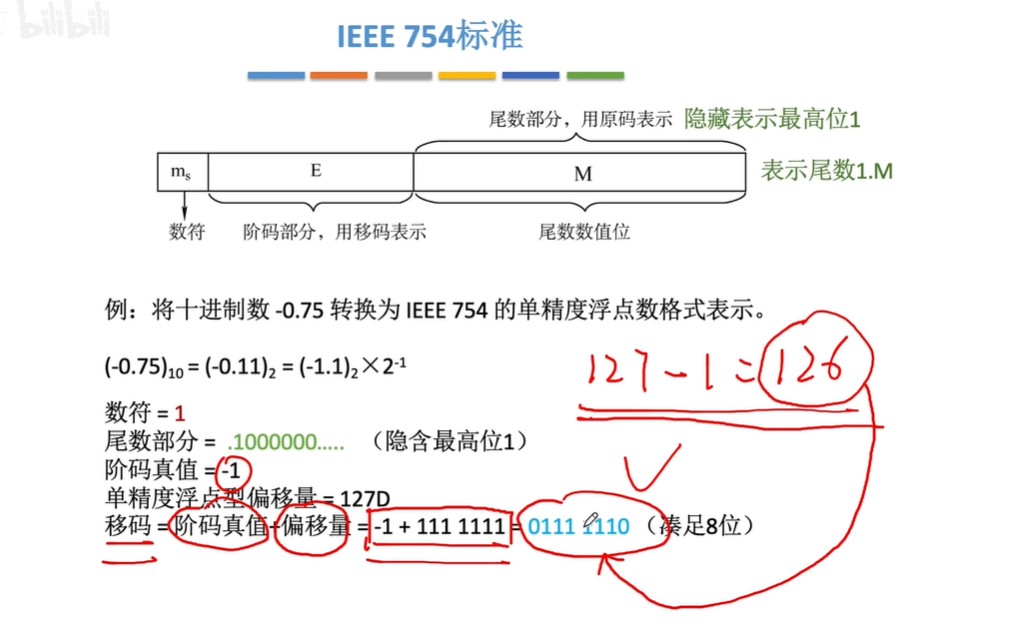 bilibili
IEEE 754标准
尾数部分，用原码表示 隐藏表示最高位1
mₛ E M 表示尾数1.M
数符 阶码部分，用移码表示 尾数数值位
例：将十进制数 -0.75 转换为 IEEE 754 的单精度浮点数格式表示。
127-1=126
(-0.75)₁₀ = (-0.11)₂ = (-1.1)₂×2⁻¹
数符 = 1
尾数部分 = .1000000..... （隐含最高位1）
阶码真值 = -1
单精度浮点型偏移量 = 127D
移码 = 阶码真值+偏移量 = -1 + 111 1111 = 0111 1110 （凑足8位）